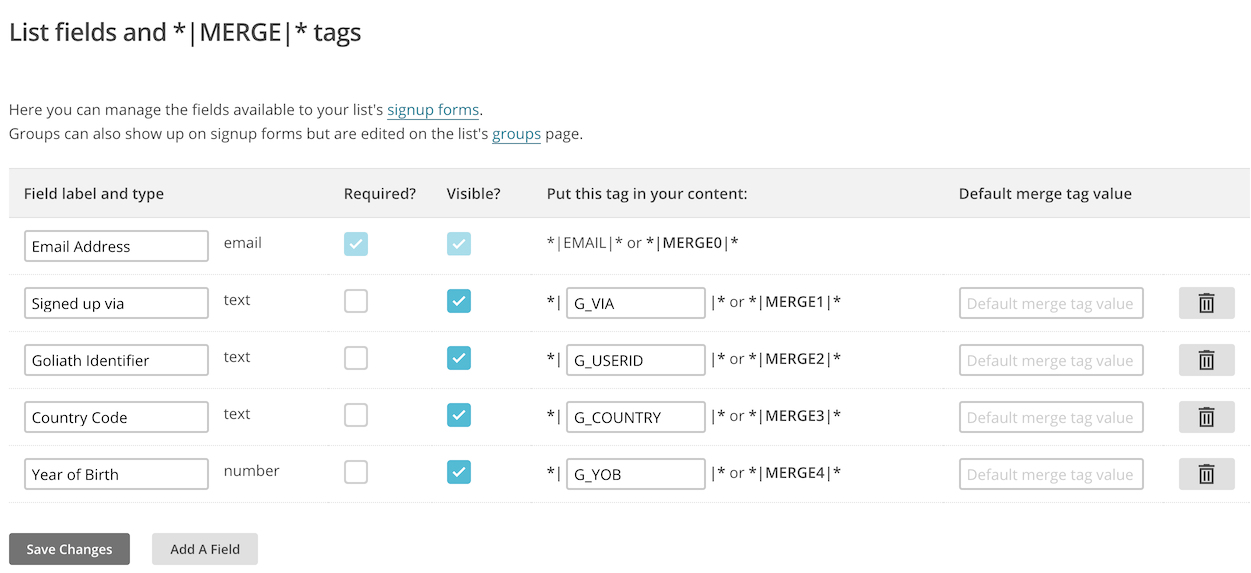 List fields and *|MERGE|* tags
Here you can manage the fields available to your list's signup forms.
Groups can also show up on signup forms but are edited on the list's groups page.
Field label and type Required? Visible? Put this tag in your content: Default merge tag value
Email Address email *|EMAIL|* or *|MERGE0|*
Signed up via text *| G_VIA |* or *|MERGE1|* Default merge tag value
Goliath Identifier text *| G_USERID |* or *|MERGE2|* Default merge tag value
Country Code text *| G_COUNTRY |* or *|MERGE3|* Default merge tag value
Year of Birth number *| G_YOB |* or *|MERGE4|* Default merge tag value
Save Changes Add A Field